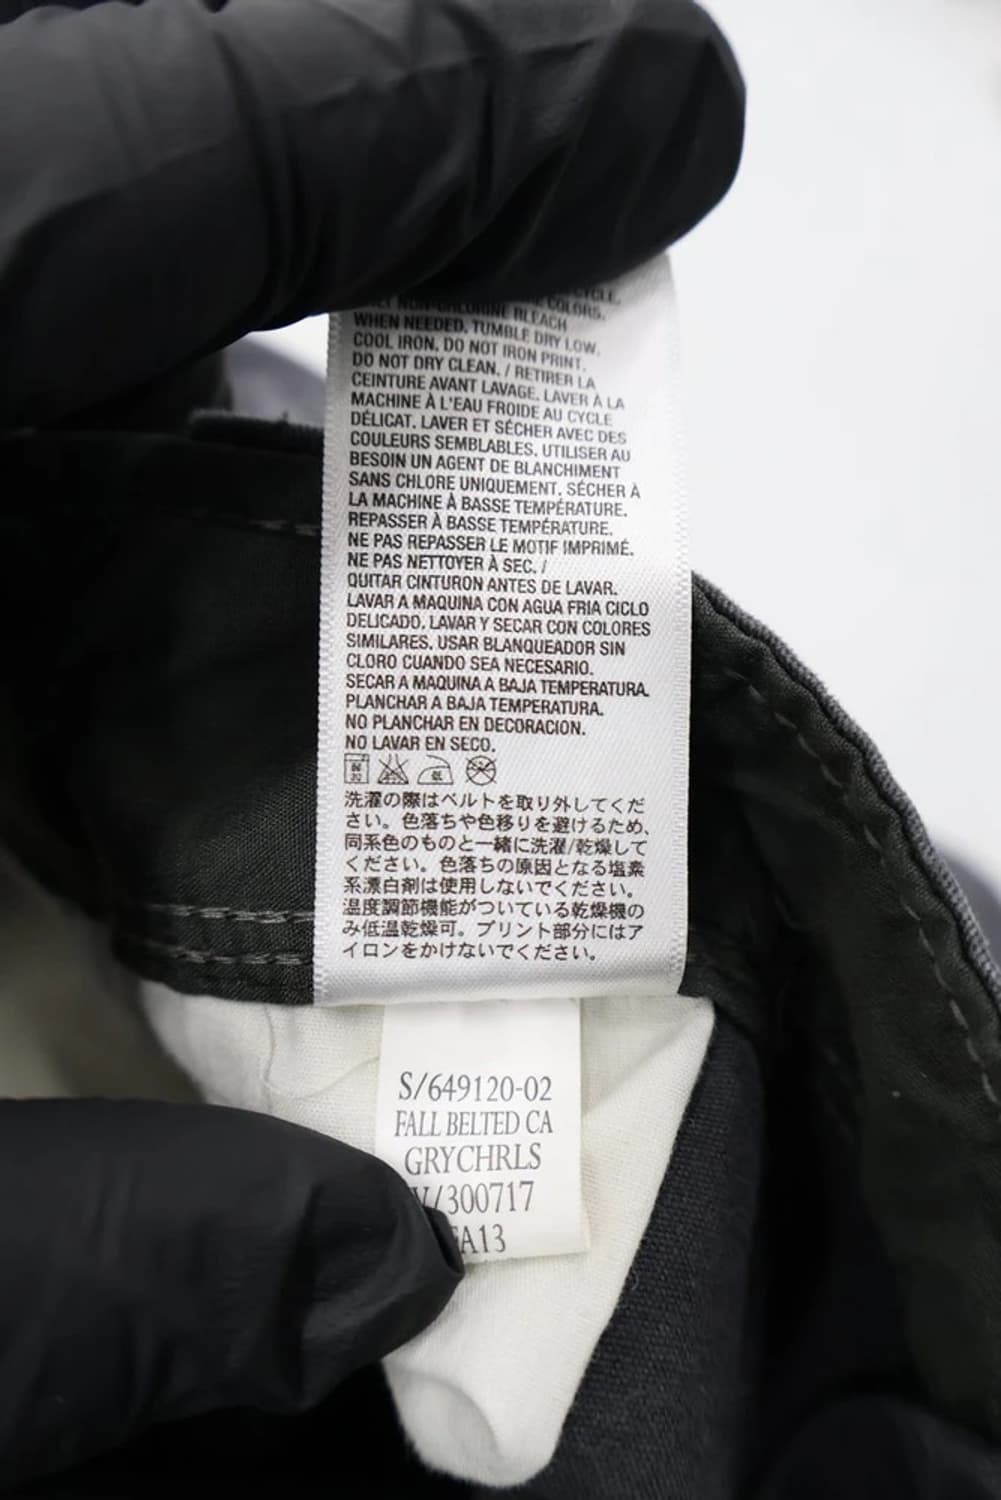 CYCLE.
COLORS.
NON-CHLORINE BLEACH
WHEN NEEDED. TUMBLE DRY LOW.
COOL IRON, DO NOT IRON PRINT.
DO NOT DRY CLEAN. / RETIRER LA
CEINTURE AVANT LAVAGE. LAVER À LA
MACHINE À L'EAU FROIDE AU CYCLE
DÉLICAT. LAVER ET SÉCHER AVEC DES
COULEURS SEMBLABLES. UTILISER AU
BESOIN UN AGENT DE BLANCHIMENT
SANS CHLORE UNIQUEMENT. SÉCHER À
LA MACHINE À BASSE TEMPÉRATURE.
REPASSER À BASSE TEMPÉRATURE.
NE PAS REPASSER LE MOTIF IMPRIMÉ.
NE PAS NETTOYER À SEC. /
QUITAR CINTURON ANTES DE LAVAR.
LAVAR A MAQUINA CON AGUA FRIA CICLO
DELICADO. LAVAR Y SECAR CON COLORES
SIMILARES. USAR BLANQUEADOR SIN
CLORO CUANDO SEA NECESARIO.
SECAR A MAQUINA A BAJA TEMPERATURA.
PLANCHAR A BAJA TEMPERATURA.
NO PLANCHAR EN DECORACION.
NO LAVAR EN SECO.
洗濯の際はベルトを取り外してくだ
さい。色落ちや色移りを避けるため、
同系色のものと一緒に洗濯/乾燥して
ください。色落ちの原因となる塩素
系漂白剤は使用しないでください。
温度調節機能がついている乾燥機の
み低温乾燥可。プリント部分にはア
イロンをかけないでください。
S/649120-02
FALL BELTED CA
GRYCHRLS
V/300717
FA13